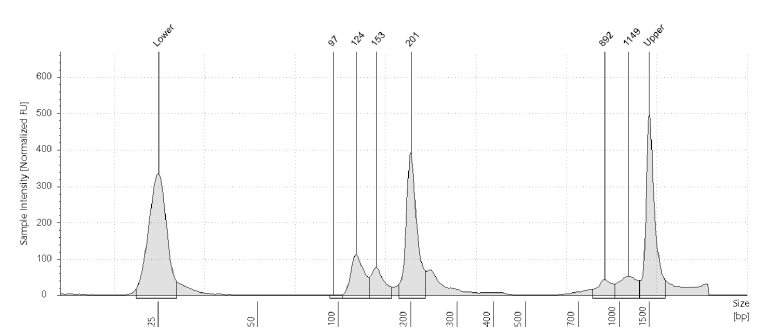 Lower 97 124 153 201 892 1149 Upper
Sample Intensity [Normalized FU]
600
500
400
300
200
100
0
25 50 100 200 300 400 500 700 1000 1500
Size
[bp]